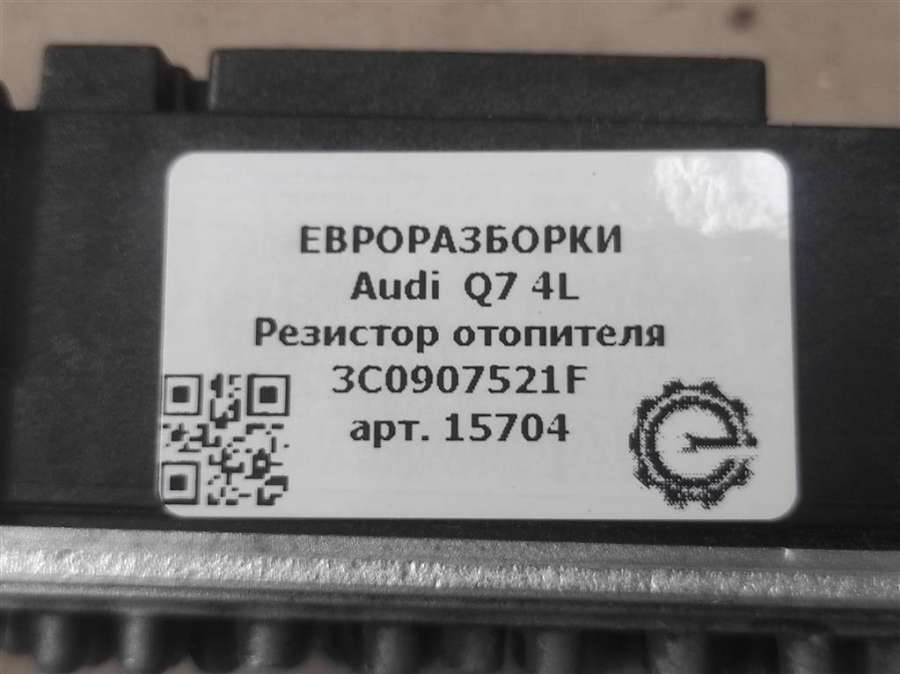 ЕВРОРАЗБОРКИ
Audi Q7 4L
Резистор отопителя
3C0907521F
арт. 15704